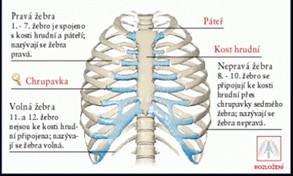 Pravá žebra
1. - 7. žebro je spojeno
s kostí hrudní a páteří;
nazývají se žebra
pravá.
Chrupavka
Volná žebra
11. a 12. žebro
nejsou ke kosti hrud-
ní připojena; nazýva-
jí se žebra volná.
Páteř
Kost hrudní
Nepravá žebra
8. - 10. žebro se
připojují ke kosti
hrudní přes
chrupavky sedmého
žebra; nazývají se
žebra nepravá.
ROZLOŽENÍ